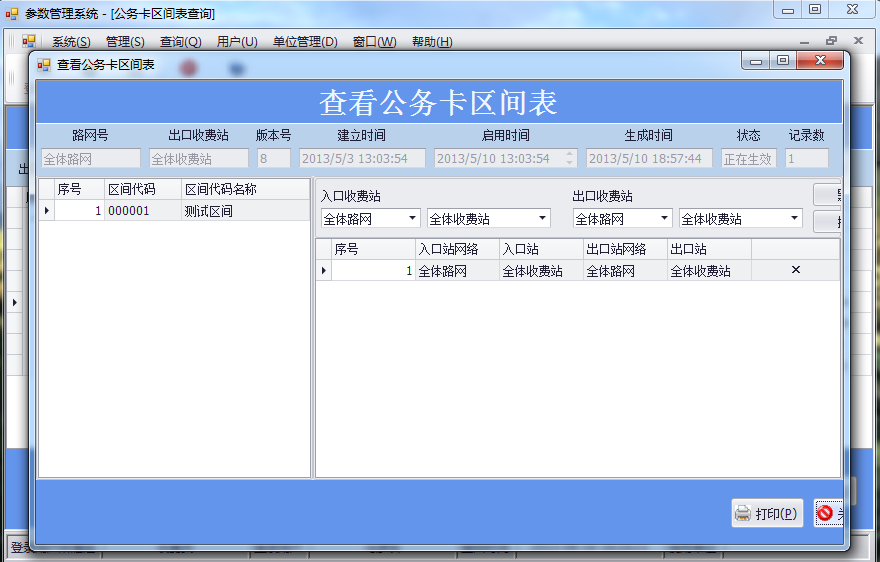 参数管理系统 - [公务卡区间表查询]
系统(S) 管理(S) 查询(Q) 用户(U) 单位管理(D) 窗口(W) 帮助(H)
查看公务卡区间表
查看公务卡区间表
路网号 出口收费站 版本号 建立时间 启用时间 生成时间 状态 记录数
全体路网 全体收费站 8 2013/5/3 13:03:54 2013/5/10 13:03:54 2013/5/10 18:57:44 正在生效 1
序号 区间代码 区间代码名称
1 000001 测试区间
入口收费站 出口收费站
全体路网 全体收费站 全体路网 全体收费站
序号 入口站网络 入口站 出口站网络 出口站
1 全体路网 全体收费站 全体路网 全体收费站 ×
打印(P)